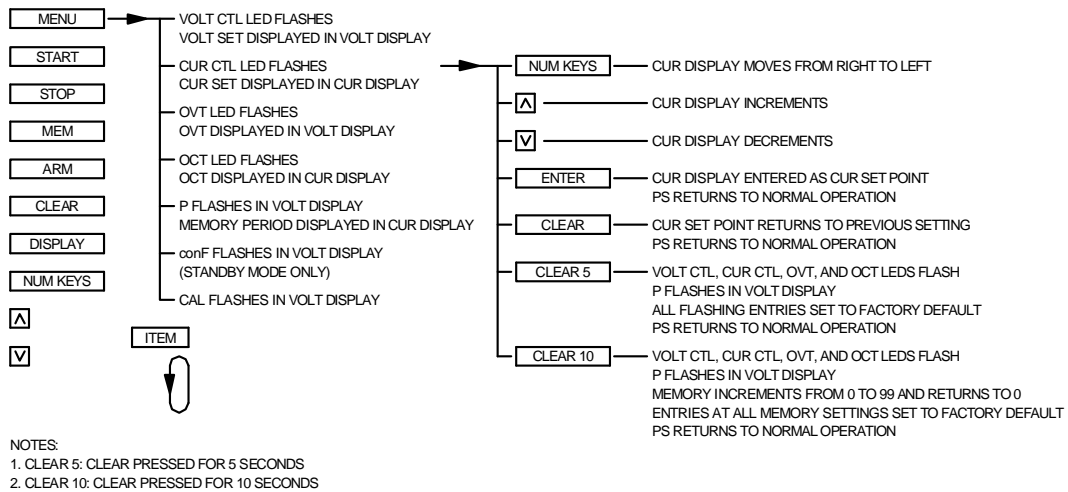 MENU
START
STOP
MEM
ARM
CLEAR
DISPLAY
NUM KEYS
VOLT CTL LED FLASHES
VOLT SET DISPLAYED IN VOLT DISPLAY
CUR CTL LED FLASHES
CUR SET DISPLAYED IN CUR DISPLAY
OVT LED FLASHES
OVT DISPLAYED IN VOLT DISPLAY
OCT LED FLASHES
OCT DISPLAYED IN CUR DISPLAY
P FLASHES IN VOLT DISPLAY
MEMORY PERIOD DISPLAYED IN CUR DISPLAY
conF FLASHES IN VOLT DISPLAY
(STANDBY MODE ONLY)
CAL FLASHES IN VOLT DISPLAY
ITEM
NUM KEYS
CUR DISPLAY MOVES FROM RIGHT TO LEFT
CUR DISPLAY INCREMENTS
CUR DISPLAY DECREMENTS
ENTER
CUR DISPLAY ENTERED AS CUR SET POINT
PS RETURNS TO NORMAL OPERATION
CLEAR
CUR SET POINT RETURNS TO PREVIOUS SETTING
PS RETURNS TO NORMAL OPERATION
CLEAR 5
VOLT CTL, CUR CTL, OVT, AND OCT LEDS FLASH
P FLASHES IN VOLT DISPLAY
ALL FLASHING ENTRIES SET TO FACTORY DEFAULT
PS RETURNS TO NORMAL OPERATION
CLEAR 10
VOLT CTL, CUR CTL, OVT, AND OCT LEDS FLASH
P FLASHES IN VOLT DISPLAY
MEMORY INCREMENTS FROM 0 TO 99 AND RETURNS TO 0
ENTRIES AT ALL MEMORY SETTINGS SET TO FACTORY DEFAULT
PS RETURNS TO NORMAL OPERATION
NOTES:
1. CLEAR 5: CLEAR PRESSED FOR 5 SECONDS
2. CLEAR 10: CLEAR PRESSED FOR 10 SECONDS